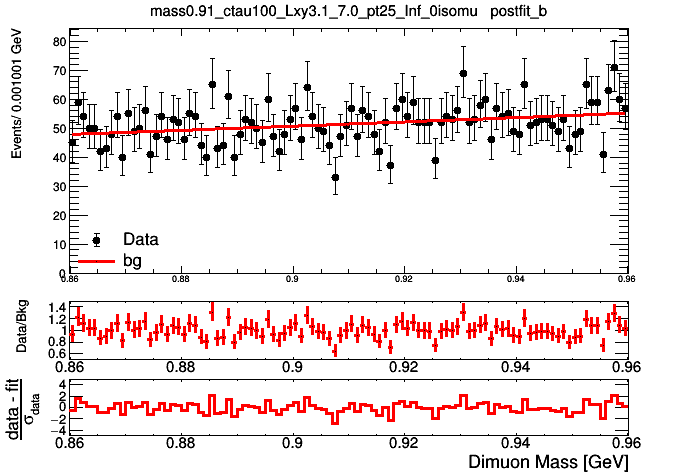 mass0.91_ctau100_Lxy3.1_7.0_pt25_Inf_0isomu postfit_b
Events/ 0.001001 GeV
80
70
60
50
40
30
20
10
0
Data
bg
0.86 0.88 0.9 0.92 0.94 0.96
Data/Bkg
1.4
1.2
1.0
0.8
0.6
0.86 0.88 0.9 0.92 0.94 0.96
data - fit
σdata
4
2
0
−2
−4
0.86 0.88 0.9 0.92 0.94 0.96
Dimuon Mass [GeV]